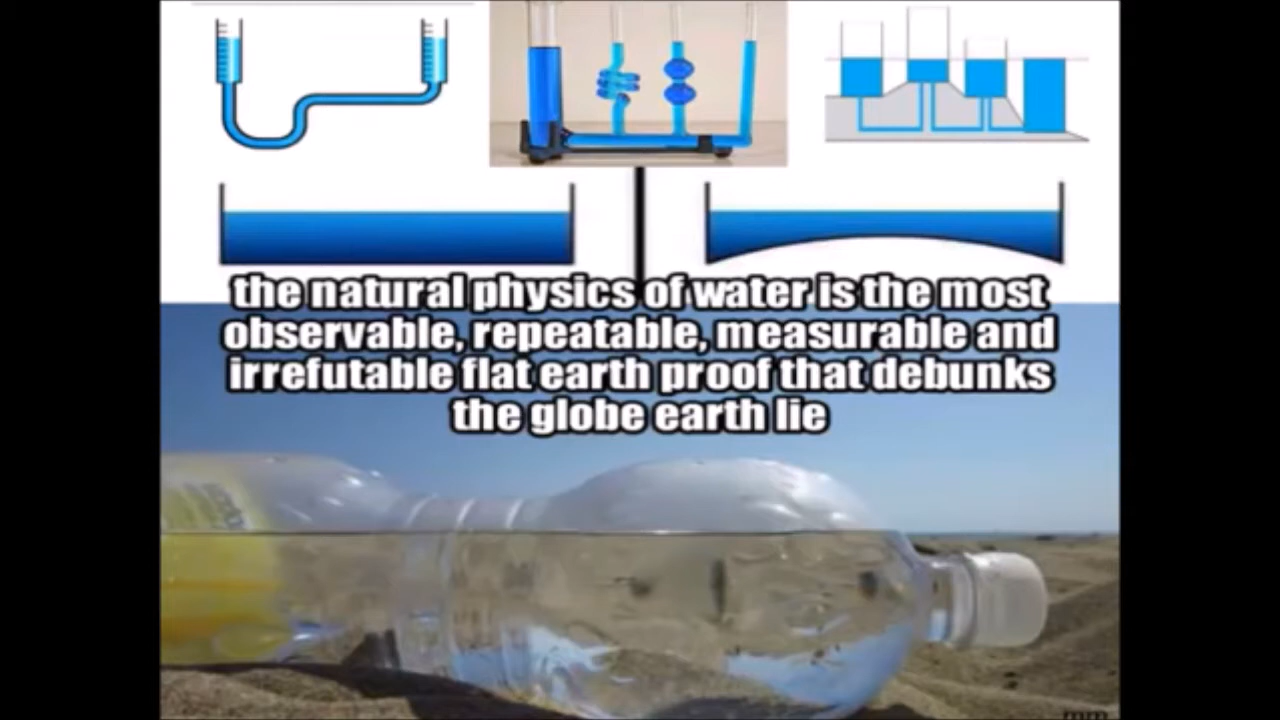 the natural physics of water is the most
observable, repeatable, measurable and
irrefutable flat earth proof that debunks
the globe earth lie